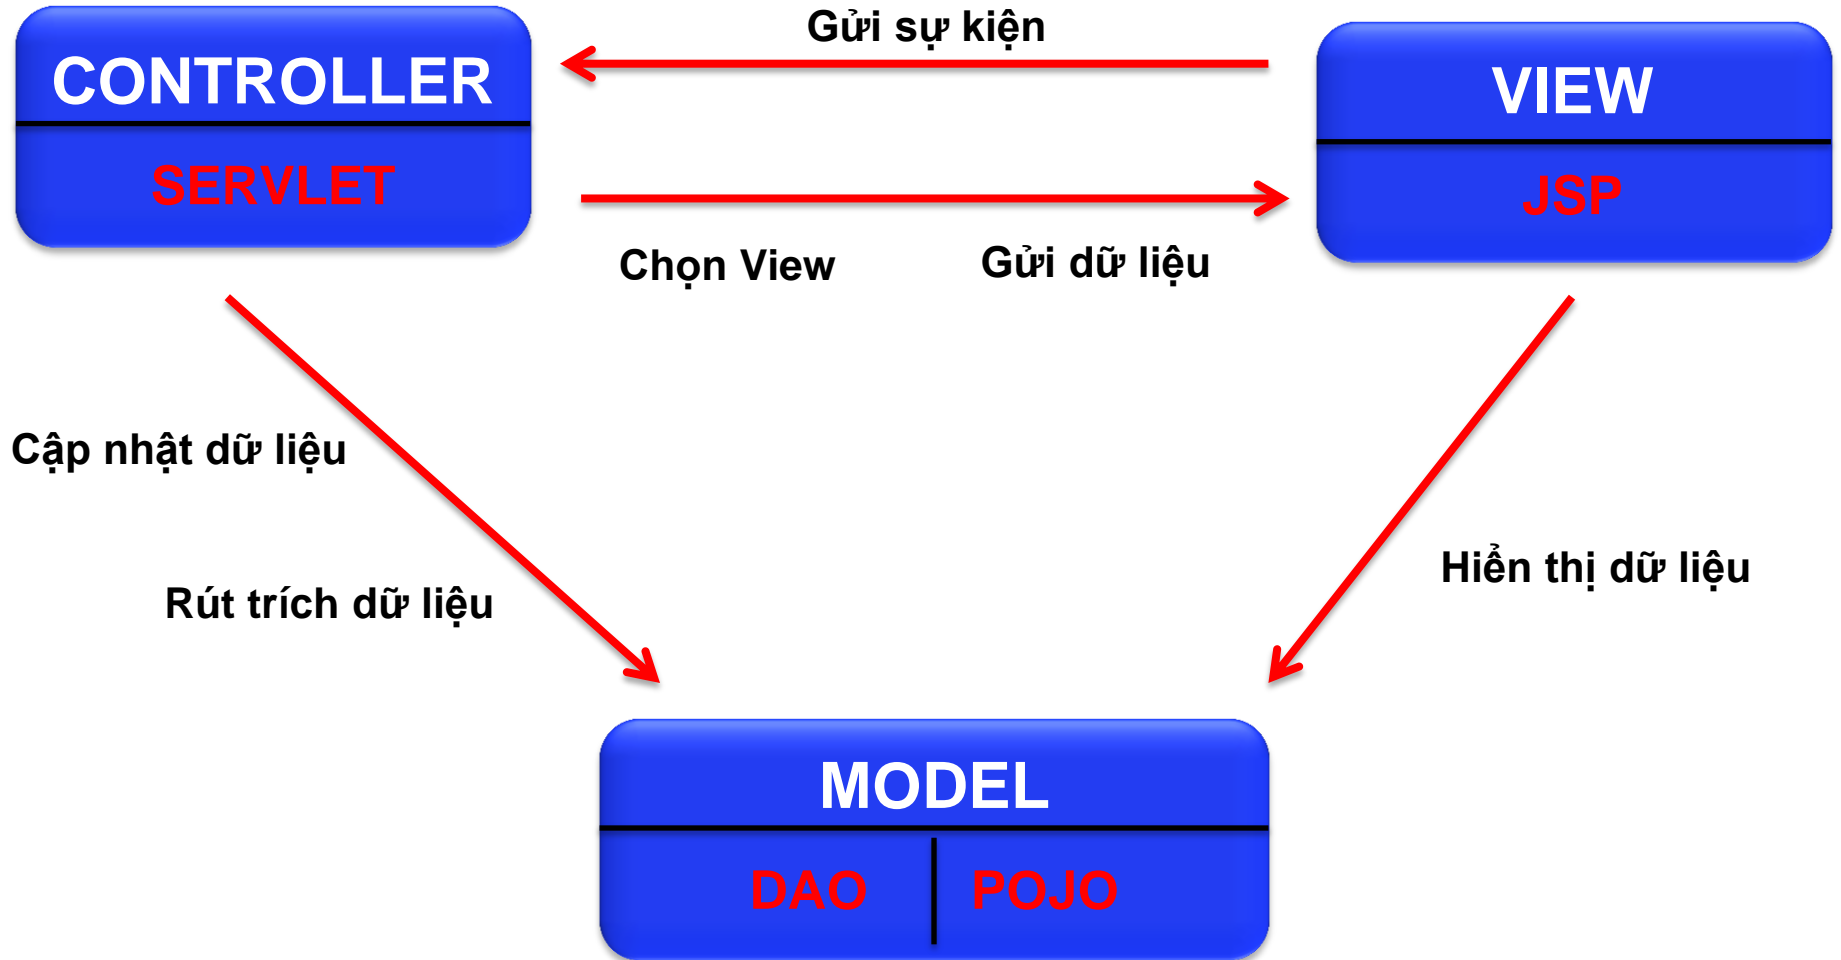 Gửi sự kiện
CONTROLLER
VIEW
SERVLET
JSP
Chọn View
Gửi dữ liệu
Cập nhật dữ liệu
Hiển thị dữ liệu
Rút trích dữ liệu
MODEL
DAO
POJO